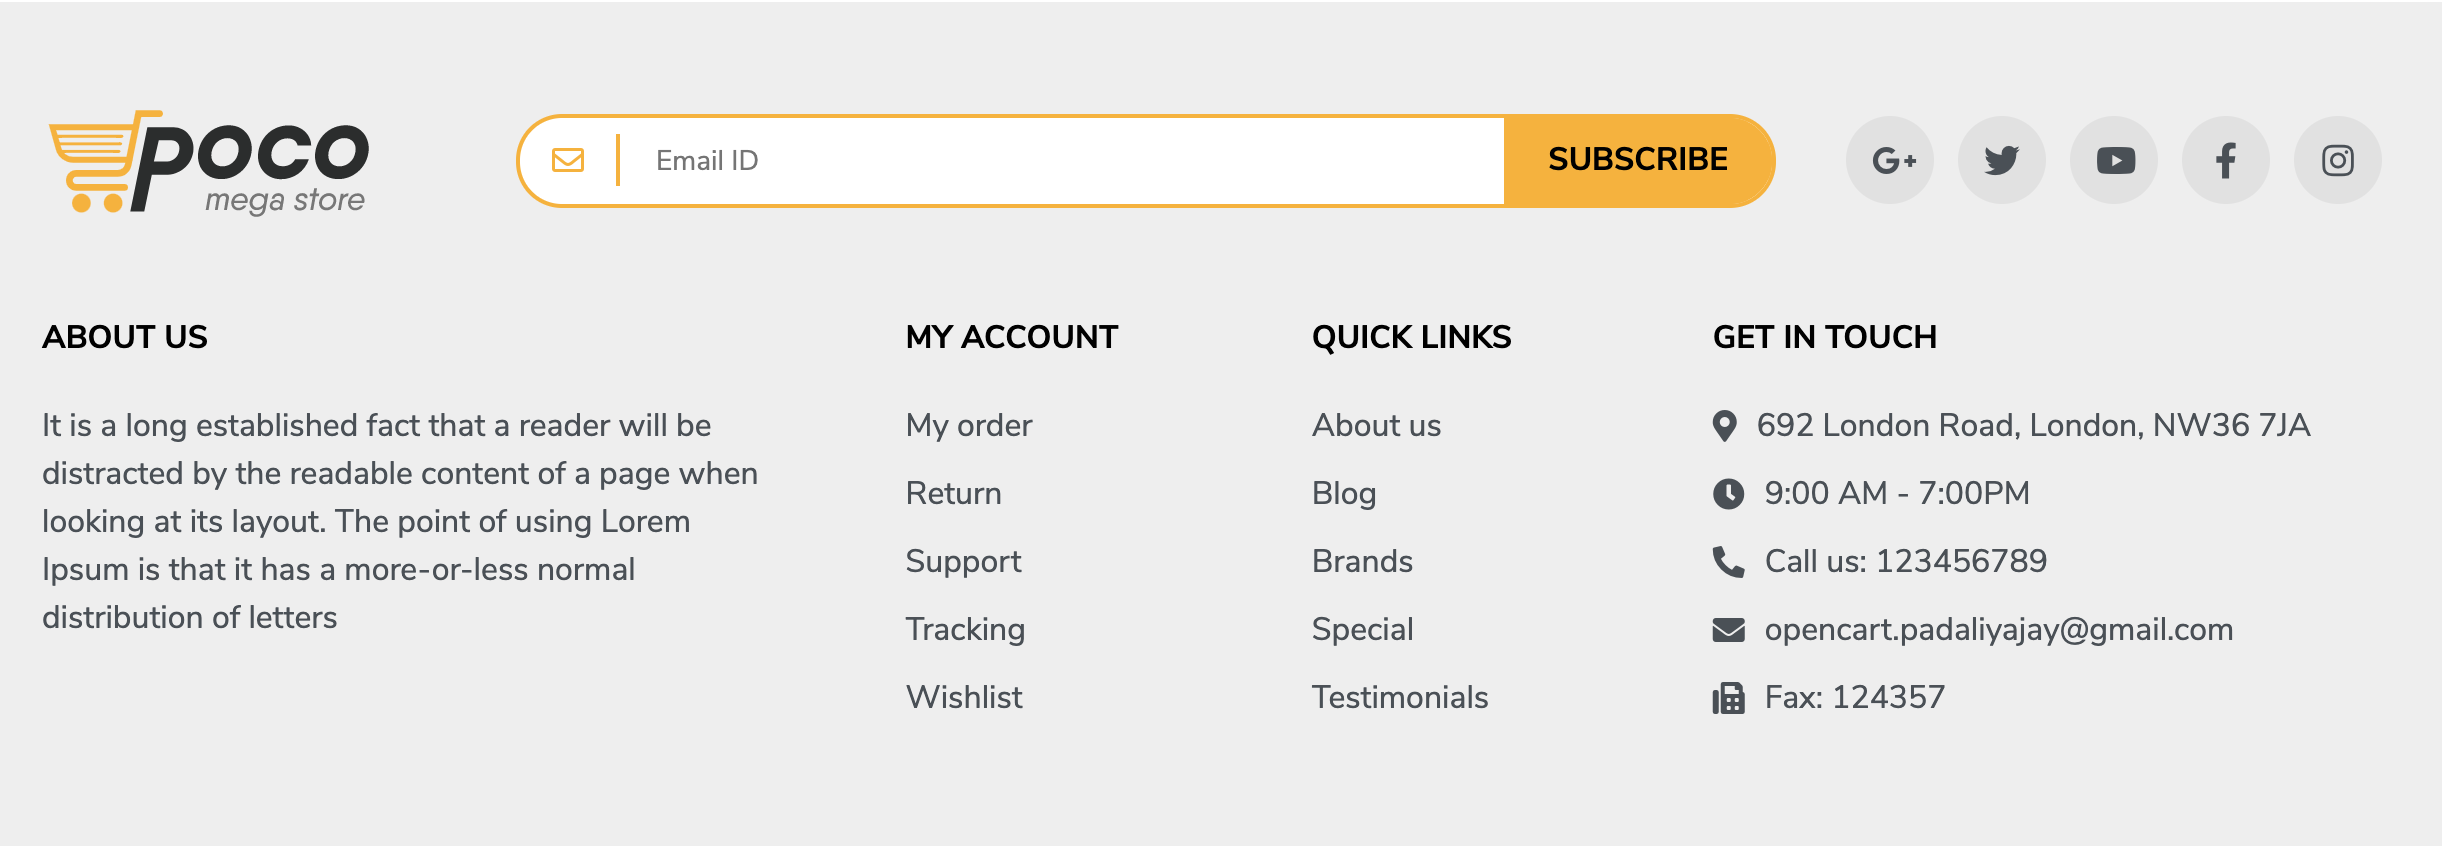 poco
mega store
Email ID
SUBSCRIBE
ABOUT US
It is a long established fact that a reader will be
distracted by the readable content of a page when
looking at its layout. The point of using Lorem
Ipsum is that it has a more-or-less normal
distribution of letters
MY ACCOUNT
My order
Return
Support
Tracking
Wishlist
QUICK LINKS
About us
Blog
Brands
Special
Testimonials
GET IN TOUCH
692 London Road, London, NW36 7JA
9:00 AM - 7:00PM
Call us: 123456789
opencart.padaliyajay@gmail.com
Fax: 124357